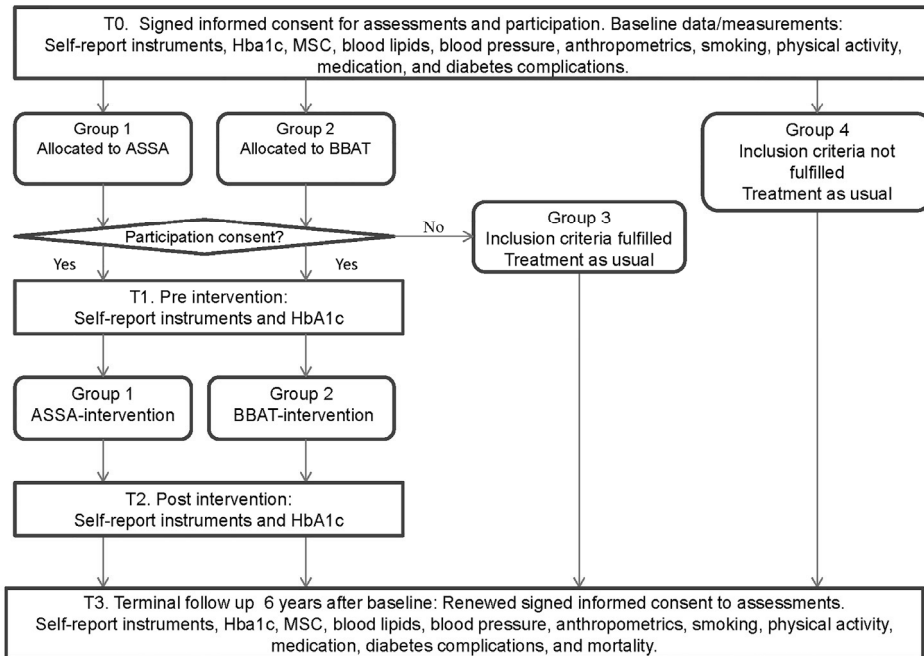 T0. Signed informed consent for assessments and participation. Baseline data/measurements:
Self-report instruments, Hba1c, MSC, blood lipids, blood pressure, anthropometrics, smoking, physical activity,
medication, and diabetes complications.
Group 1
Allocated to ASSA
Group 2
Allocated to BBAT
Group 4
Inclusion criteria not
fulfilled
Treatment as usual
Participation consent?
No
Group 3
Inclusion criteria fulfilled
Treatment as usual
Yes
Yes
T1. Pre intervention:
Self-report instruments and HbA1c
Group 1
ASSA-intervention
Group 2
BBAT-intervention
T2. Post intervention:
Self-report instruments and HbA1c
T3. Terminal follow up 6 years after baseline: Renewed signed informed consent to assessments.
Self-report instruments, Hba1c, MSC, blood lipids, blood pressure, anthropometrics, smoking, physical activity,
medication, diabetes complications, and mortality.